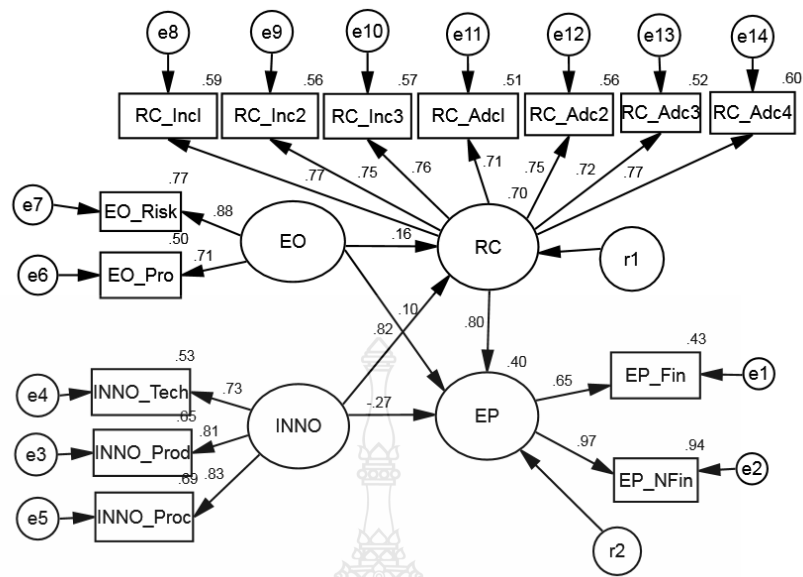 e8
e9
e10
e11
e12
e13
e14
.59
.56
.57
.51
.56
.52
.60
RC_Incl
RC_Inc2
RC_Inc3
RC_Adcl
RC_Adc2
RC_Adc3
RC_Adc4
.77
.75
.76
.71
.75
.72
.77
.70
.77
e7
EO_Risk
.88
EO
.16
RC
r1
.50
.71
e6
EO_Pro
.10
.82
.80
.53
.40
.43
e4
INNO_Tech
.73
EP_Fin
e1
.65
.65
INNO
-.27
EP
e3
INNO_Prod
.81
.97
.94
.69
.83
EP_NFin
e2
e5
INNO_Proc
r2